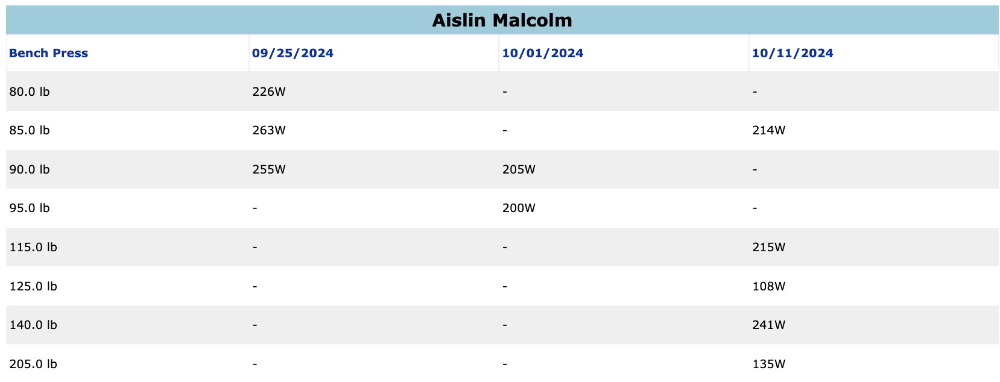 Aislin Malcolm
Bench Press 09/25/2024 10/01/2024 10/11/2024
80.0 lb 226W - -
85.0 lb 263W - 214W
90.0 lb 255W 205W -
95.0 lb - 200W -
115.0 lb - - 215W
125.0 lb - - 108W
140.0 lb - - 241W
205.0 lb - - 135W